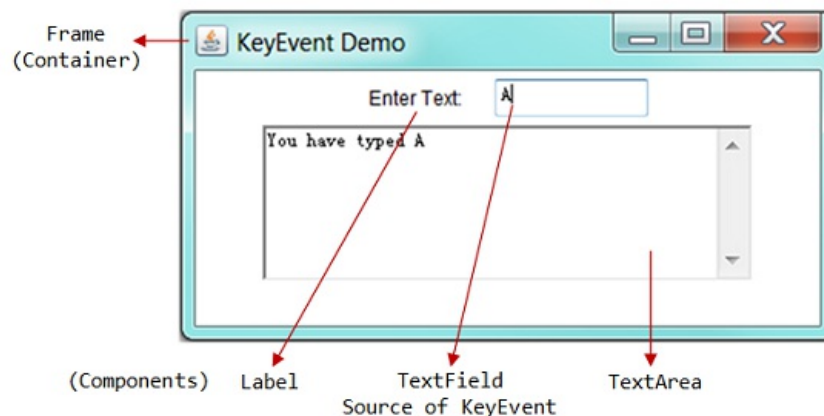 Frame
(Container)
KeyEvent Demo
Enter Text: A
You have typed A
(Components) Label TextField TextArea
Source of KeyEvent